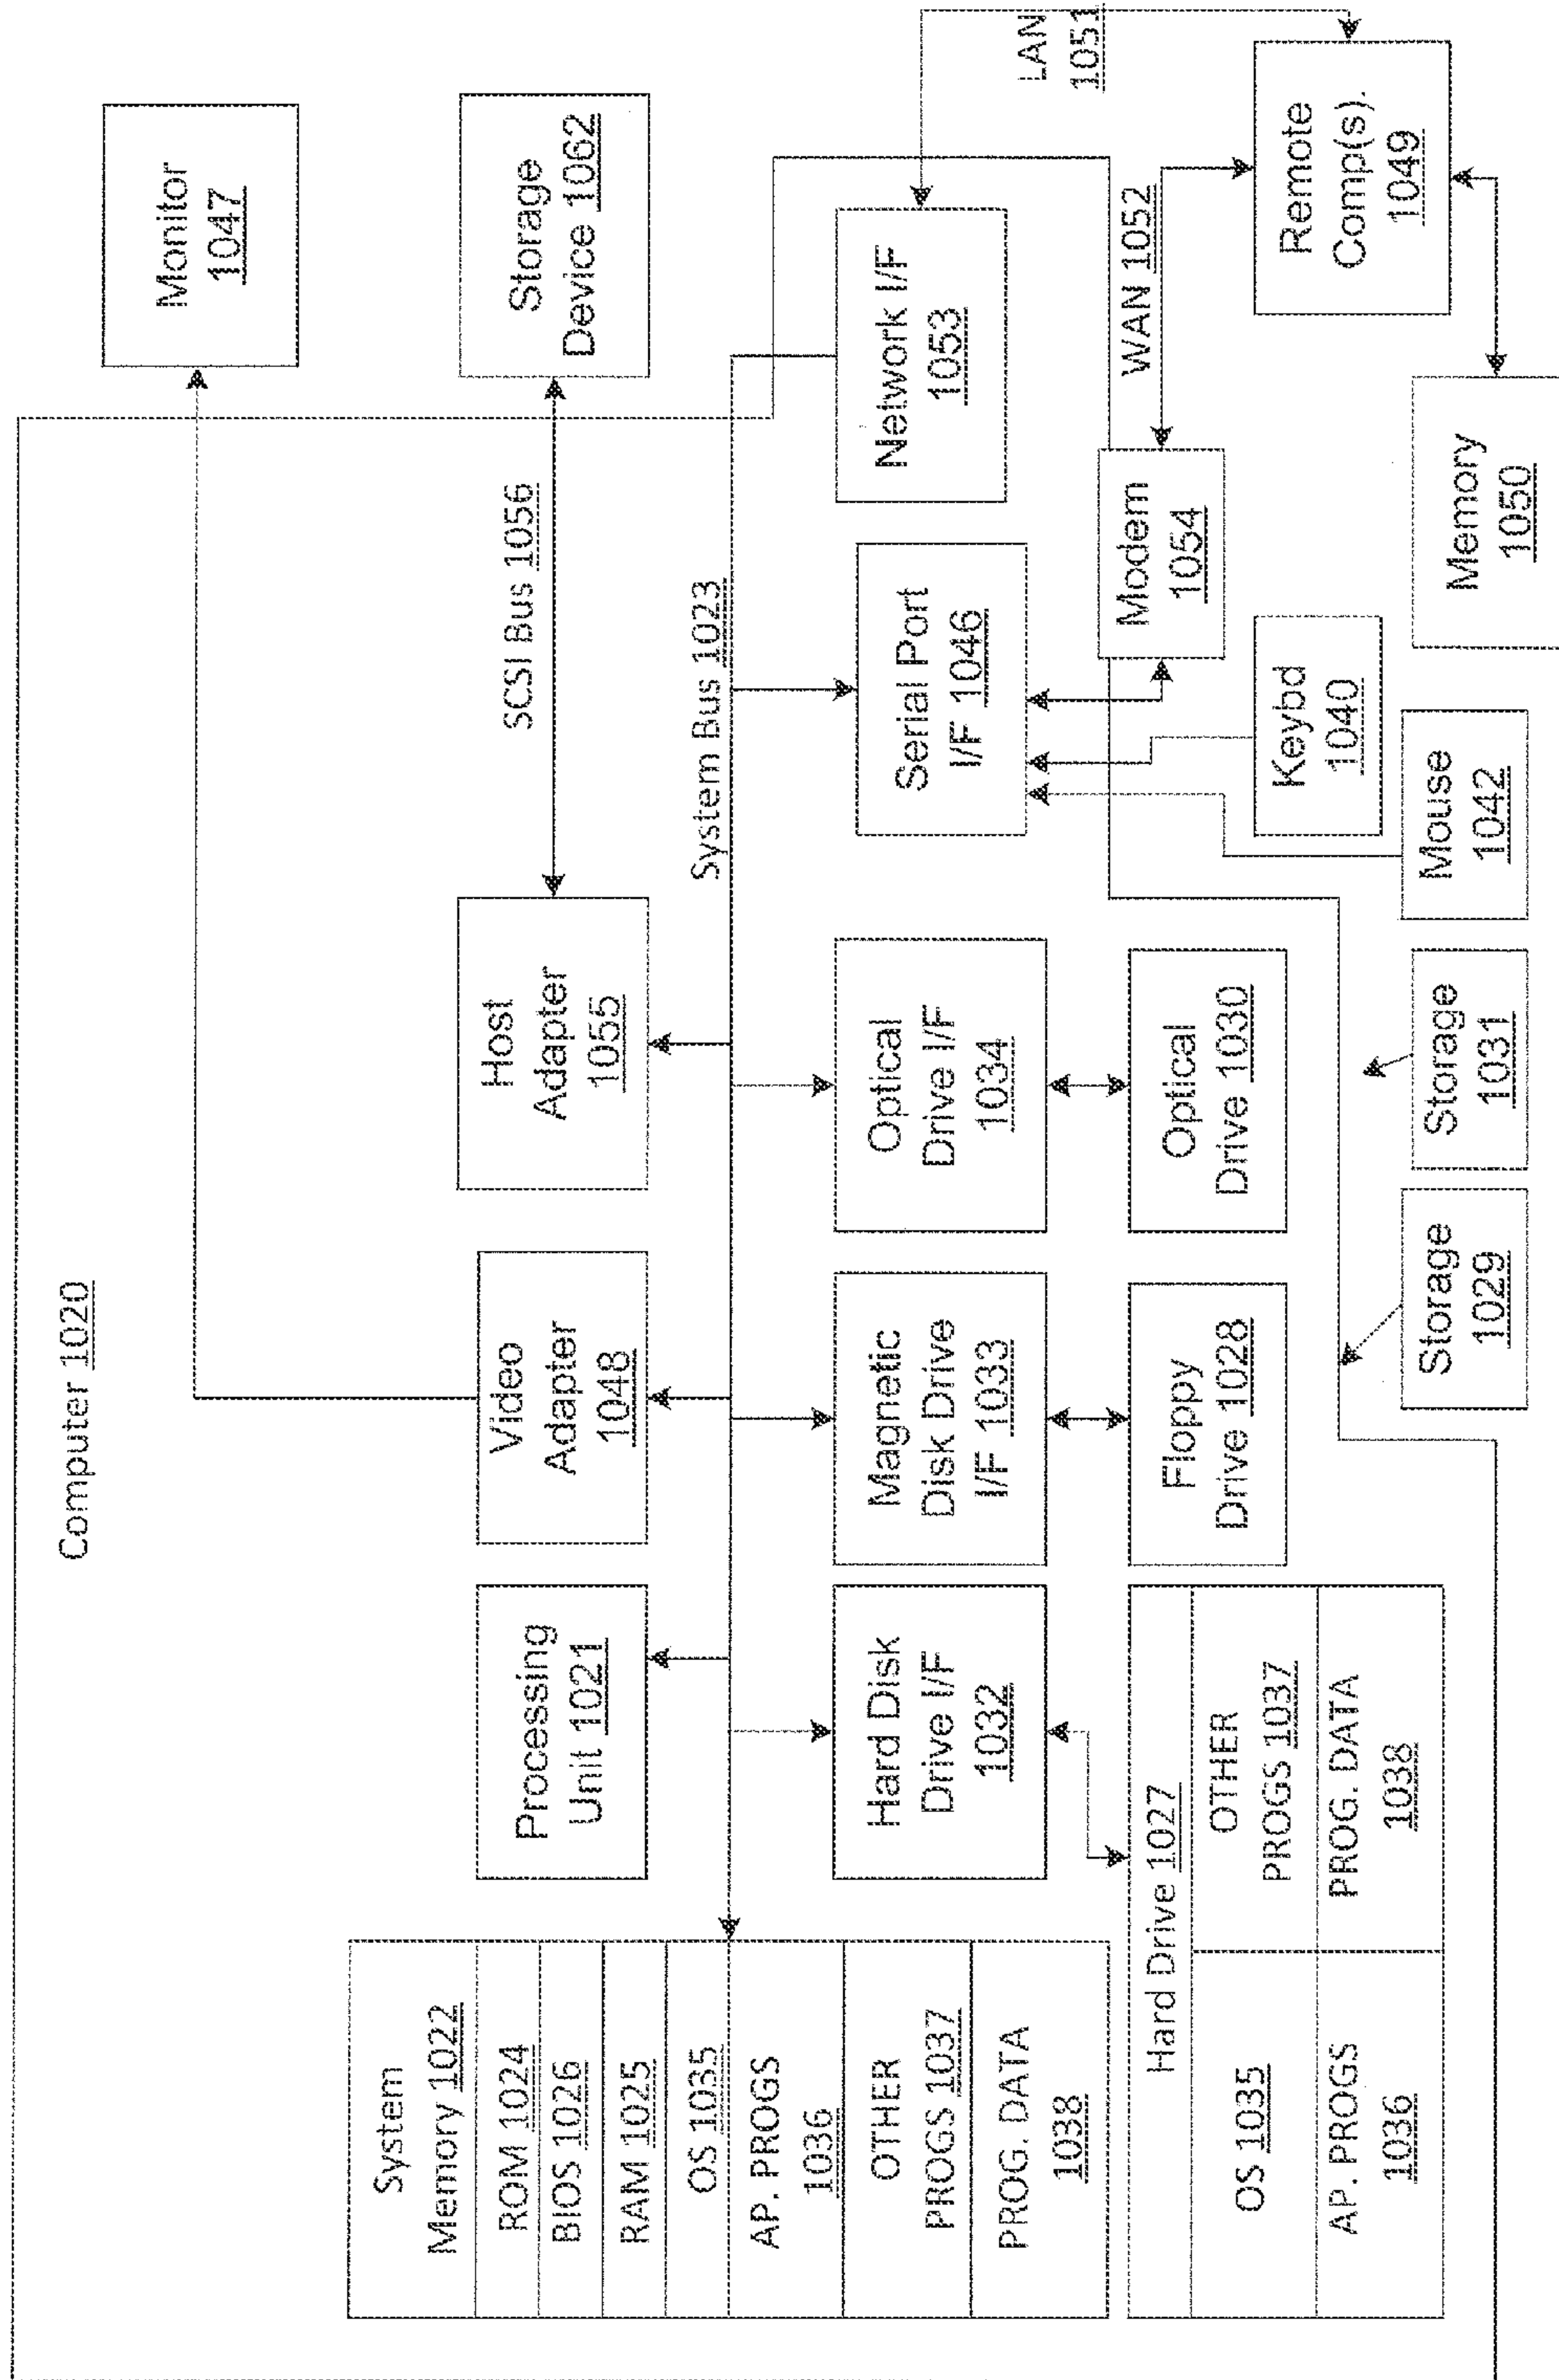 Computer 1020
Monitor
1047
System
Memory 1022
ROM 1024
BIOS 1026
RAM 1025
OS 1035
AP. PROGS
1036
OTHER
PROGS 1037
PROG. DATA
1038
Processing
Unit 1021
Video
Adapter
1048
Host
Adapter
1055
SCSI Bus 1056
Storage
Device 1062
System Bus 1023
Hard Disk
Drive I/F
1032
Magnetic
Disk Drive
I/F 1033
Optical
Drive I/F
1034
Serial Port
I/F 1046
Network I/F
1053
LAN
1051
Hard Drive 1027
OS 1035
OTHER
PROGS 1037
AP. PROGS
1036
PROG. DATA
1038
Floppy
Drive 1028
Optical
Drive 1030
Modem
1054
WAN 1052
Remote
Comp(s).
1049
Keybd
1040
Storage
1029
Storage
1031
Mouse
1042
Memory
1050